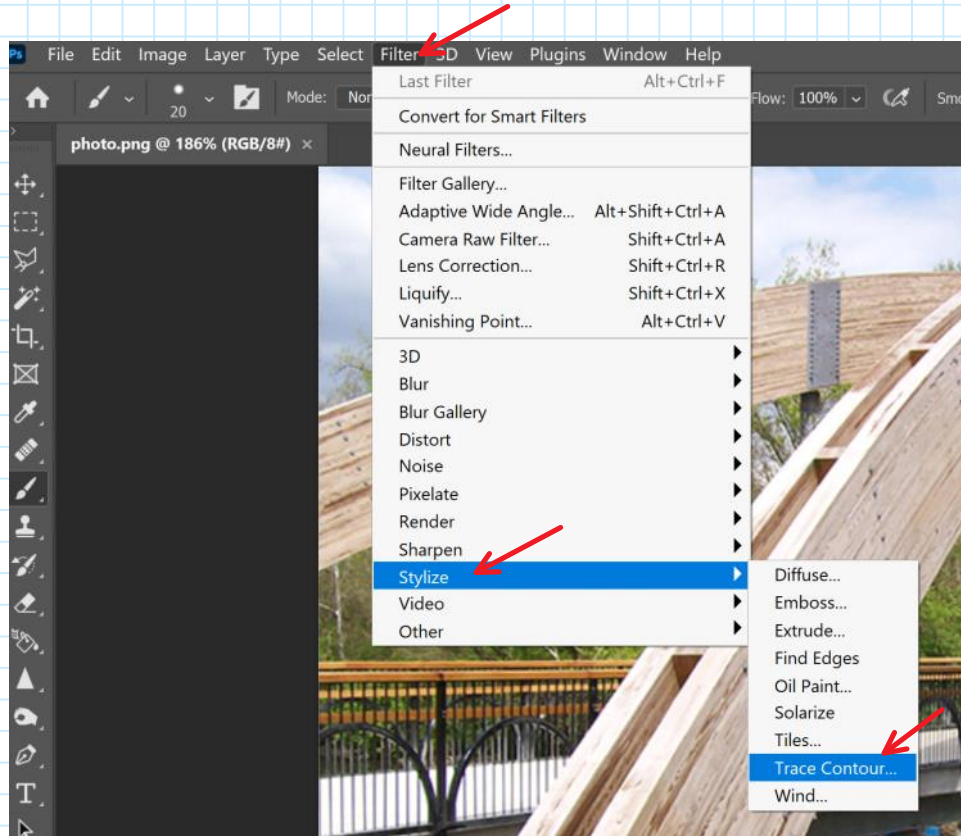 Ps File Edit Image Layer Type Select Filter 3D View Plugins Window Help
20 Mode: Nor Flow: 100% Smo
photo.png @ 186% (RGB/8#) ×
Last Filter Alt+Ctrl+F
Convert for Smart Filters
Neural Filters...
Filter Gallery...
Adaptive Wide Angle... Alt+Shift+Ctrl+A
Camera Raw Filter... Shift+Ctrl+A
Lens Correction... Shift+Ctrl+R
Liquify... Shift+Ctrl+X
Vanishing Point... Alt+Ctrl+V
3D
Blur
Blur Gallery
Distort
Noise
Pixelate
Render
Sharpen
Stylize
Video
Other
Diffuse...
Emboss...
Extrude...
Find Edges
Oil Paint...
Solarize
Tiles...
Trace Contour...
Wind...